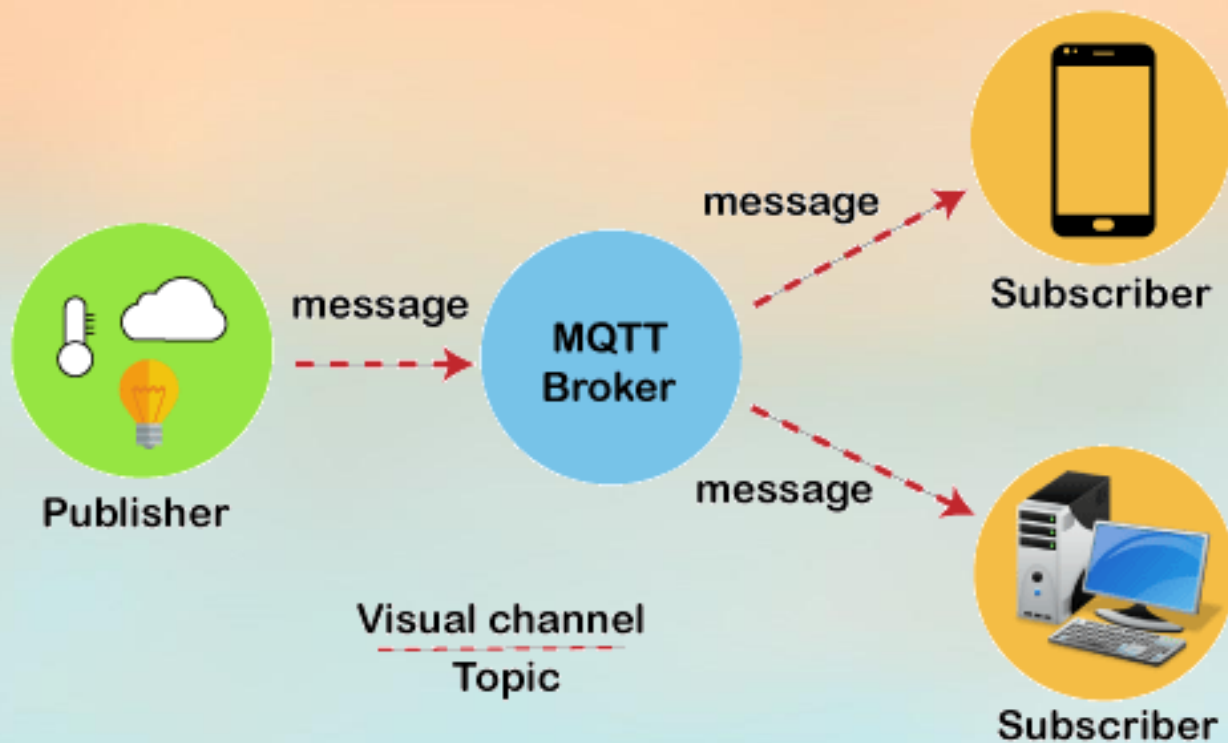 message
Subscriber
message
MQTT
Broker
Publisher
message
Visual channel
Topic
Subscriber